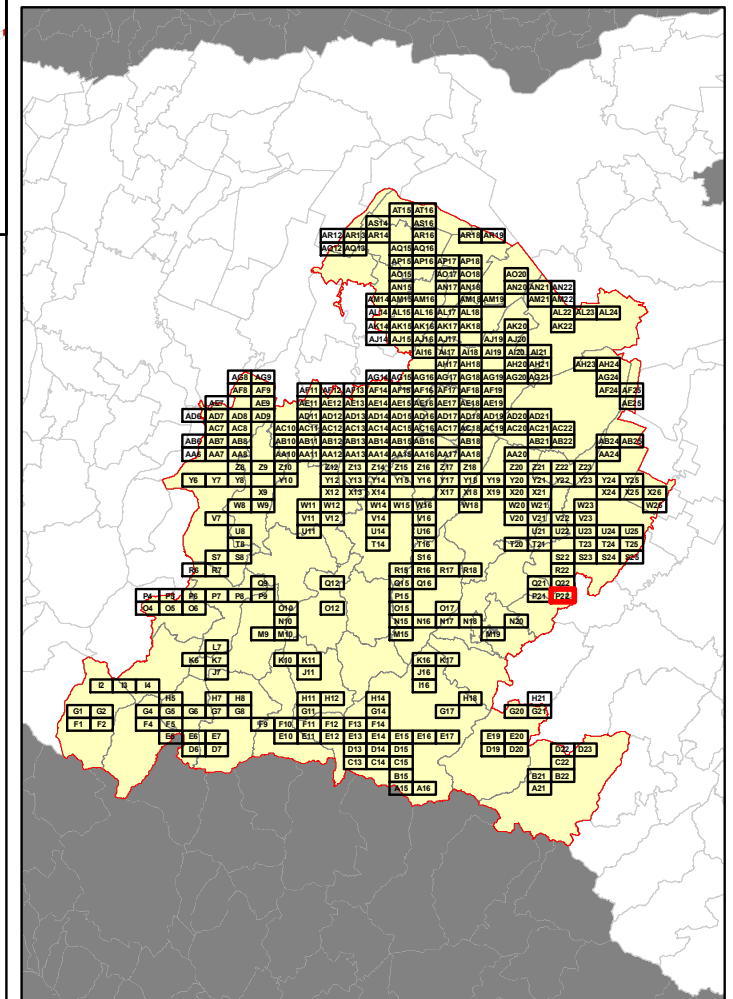 AT15 AT16
AS14 AS16
AR12 AR13 AR14 AR16 AR18 AR19
AQ12 AQ13 AQ15 AQ16
AP15 AP16 AP17 AP18
AO15 AO17 AO18 AO20
AN15 AN17 AN18 AN20 AN21 AN22
AM14 AM15 AM16 AM18 AM19 AM21 AM22
AL14 AL15 AL16 AL17 AL18 AL22 AL23 AL24
AK14 AK15 AK16 AK17 AK18 AK20 AK22
AJ14 AJ15 AJ16 AJ17 AJ19 AJ20
AI16 AI17 AI18 AI19 AI20 AI21
AH17 AH18 AH20 AH21 AH23 AH24
AG8 AG9 AG14 AG15 AG16 AG17 AG18 AG19 AG20 AG21 AG24
AF8 AF9 AF11 AF12 AF13 AF14 AF15 AF16 AF17 AF18 AF19 AF24 AF25
AE7 AE9 AE11 AE12 AE13 AE14 AE15 AE16 AE17 AE18 AE19 AE25
AD6 AD7 AD8 AD9 AD11 AD12 AD13 AD14 AD15 AD16 AD17 AD18 AD19 AD20 AD21
AC7 AC8 AC10 AC11 AC12 AC13 AC14 AC15 AC16 AC17 AC18 AC19 AC20 AC21 AC22
AB6 AB7 AB8 AB10 AB11 AB12 AB13 AB14 AB15 AB16 AB18 AB21 AB22 AB24 AB25
AA6 AA7 AA8 AA10 AA11 AA12 AA13 AA14 AA15 AA16 AA17 AA18 AA20 AA24
Z8 Z9 Z10 Z12 Z13 Z14 Z15 Z16 Z17 Z18 Z20 Z21 Z22 Z23
Y6 Y7 Y8 Y10 Y12 Y13 Y14 Y15 Y16 Y17 Y18 Y19 Y20 Y21 Y22 Y23 Y24 Y25
X9 X12 X13 X14 X17 X18 X19 X20 X21 X24 X25 X26
W8 W9 W11 W12 W14 W15 W16 W18 W20 W21 W23 W26
V7 V11 V12 V14 V16 V20 V21 V22 V23
U8 U11 U14 U16 U21 U22 U23 U24 U25
T8 T14 T16 T20 T21 T23 T24 T25
S7 S8 S16 S22 S23 S24 S25
R6 R7 R15 R16 R17 R18 R22
Q9 Q12 Q15 Q16 Q21 Q22
P4 P5 P6 P7 P8 P9 P15 P21 P22
O4 O5 O6 O10 O12 O15 O17
N10 N15 N16 N17 N18 N20
M9 M10 M15 M19
L7
K6 K7 K10 K11 K16 K17
J7 J11 J16
I2 I3 I4 I16
H5 H7 H8 H11 H12 H14 H18 H21
G1 G2 G4 G5 G6 G7 G8 G11 G14 G17 G20 G21
F1 F2 F4 F5 F9 F10 F11 F12 F13 F14
E5 E6 E7 E10 E11 E12 E13 E14 E15 E16 E17 E19 E20
D6 D7 D13 D14 D15 D19 D20 D22 D23
C13 C14 C15 C22
B15 B21 B22
A15 A16 A21